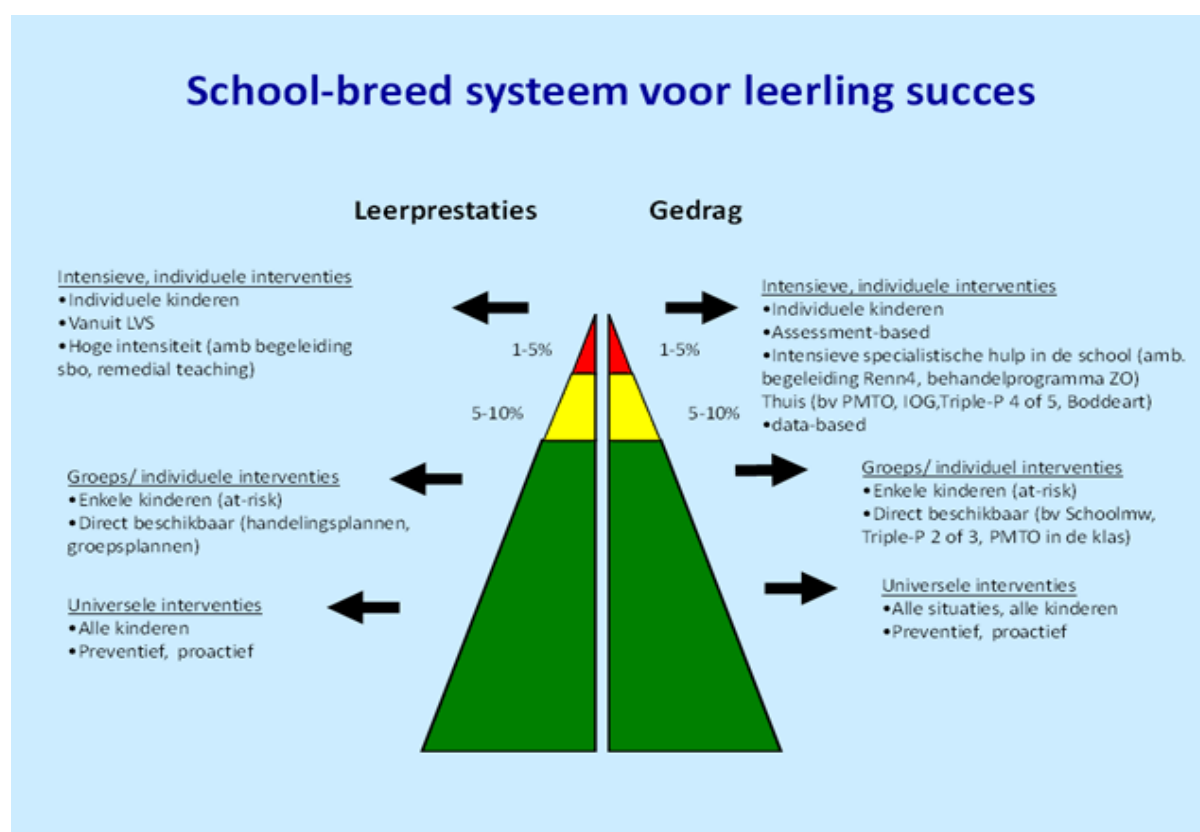 School-breed systeem voor leerling succes
Leerprestaties
Gedrag
Intensieve, individuele interventies
•Individuele kinderen
•Vanuit LVS
•Hoge intensiteit (amb begeleiding
sbo, remedial teaching)
1-5%
5-10%
Groeps/ individuele interventies
•Enkele kinderen (at-risk)
•Direct beschikbaar (handelingsplannen,
groepsplannen)
Universele interventies
•Alle kinderen
•Preventief, proactief
Intensieve, individuele interventies
•Individuele kinderen
•Assessment-based
•Intensieve specialistische hulp in de school (amb.
begeleiding Renn4, behandelprogramma ZO)
Thuis (bv PMTO, IOG,Triple-P 4 of 5, Boddeart)
•data-based
1-5%
5-10%
Groeps/ individuel interventies
•Enkele kinderen (at-risk)
•Direct beschikbaar (bv Schoolmw,
Triple-P 2 of 3, PMTO in de klas)
Universele interventies
•Alle situaties, alle kinderen
•Preventief, proactief